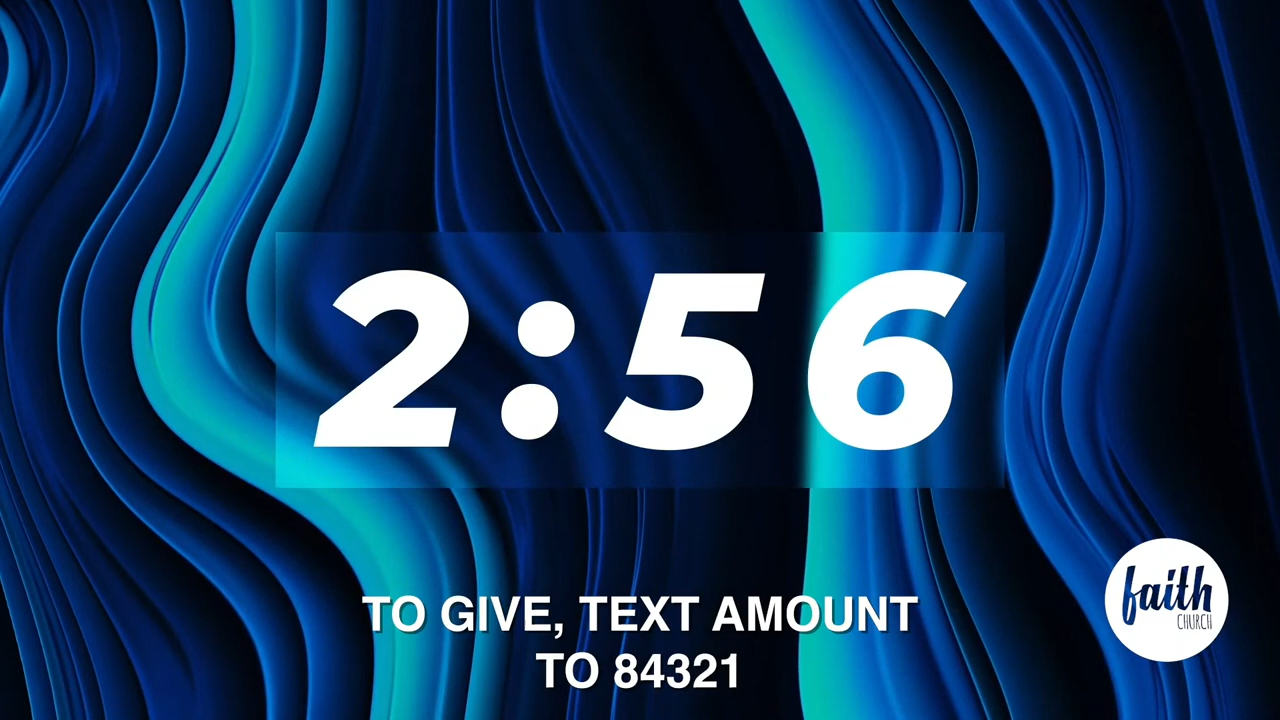 2:56
TO GIVE, TEXT AMOUNT
TO 84321
faith
CHURCH